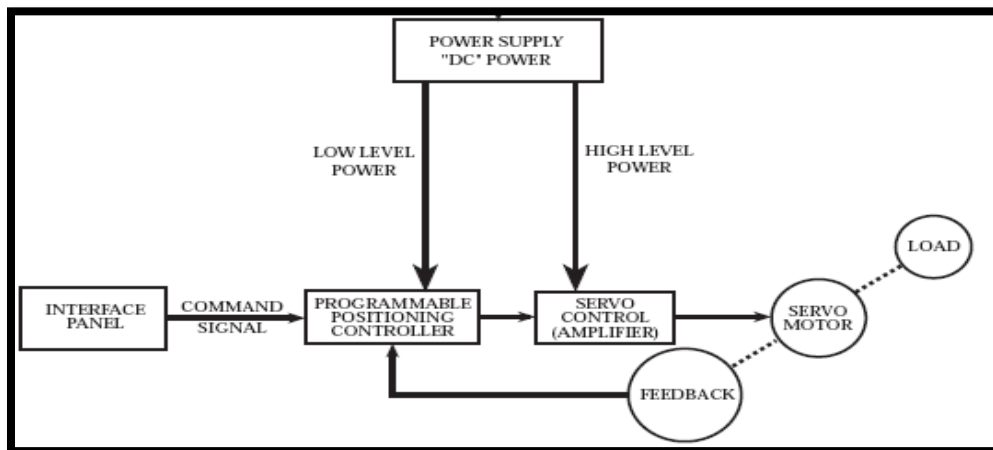 POWER SUPPLY
"DC" POWER
LOW LEVEL
POWER
HIGH LEVEL
POWER
LOAD
INTERFACE
PANEL
COMMAND
SIGNAL
PROGRAMMABLE
POSITIONING
CONTROLLER
SERVO
CONTROL
(AMPLIFIER)
SERVO
MOTOR
FEEDBACK